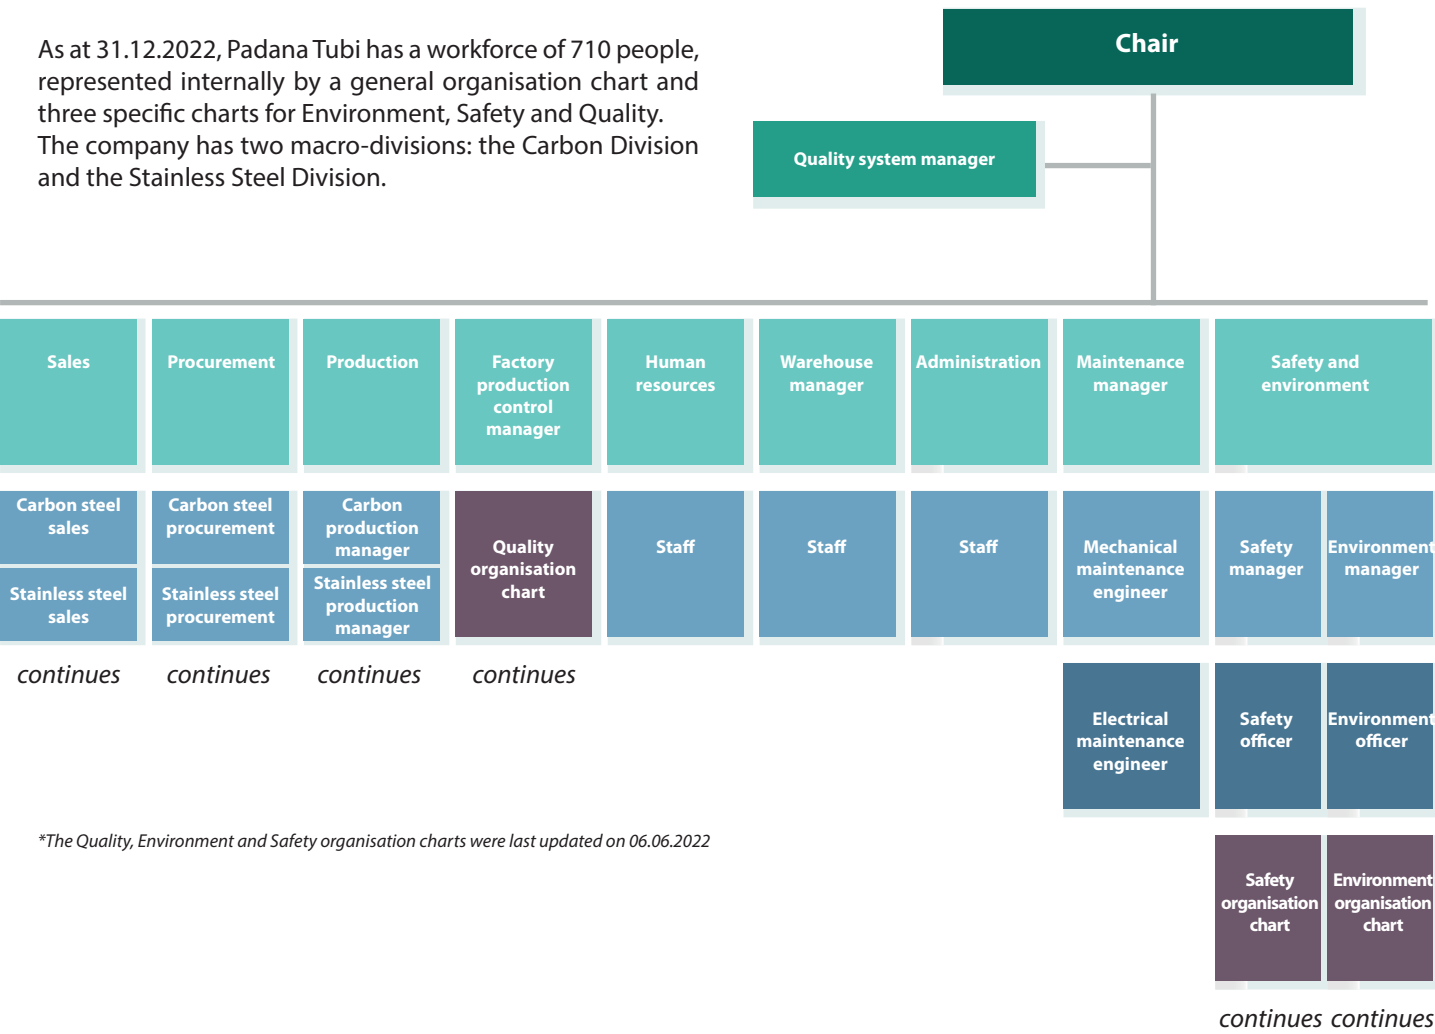 As at 31.12.2022, Padana Tubi has a workforce of 710 people,
represented internally by a general organisation chart and
three specific charts for Environment, Safety and Quality.
The company has two macro-divisions: the Carbon Division
and the Stainless Steel Division.
Chair
Quality system manager
Sales
Procurement
Production
Factory
production
control
manager
Human
resources
Warehouse
manager
Administration
Maintenance
manager
Safety and
environment
Carbon steel
sales
Carbon steel
procurement
Carbon
production
manager
Stainless steel
sales
Stainless steel
procurement
Stainless steel
production
manager
Quality
organisation
chart
Staff
Staff
Staff
Mechanical
maintenance
engineer
Safety
manager
Environment
manager
continues
continues
continues
continues
Electrical
maintenance
engineer
Safety
officer
Environment
officer
*The Quality, Environment and Safety organisation charts were last updated on 06.06.2022
Safety
organisation
chart
Environment
organisation
chart
continues
continues